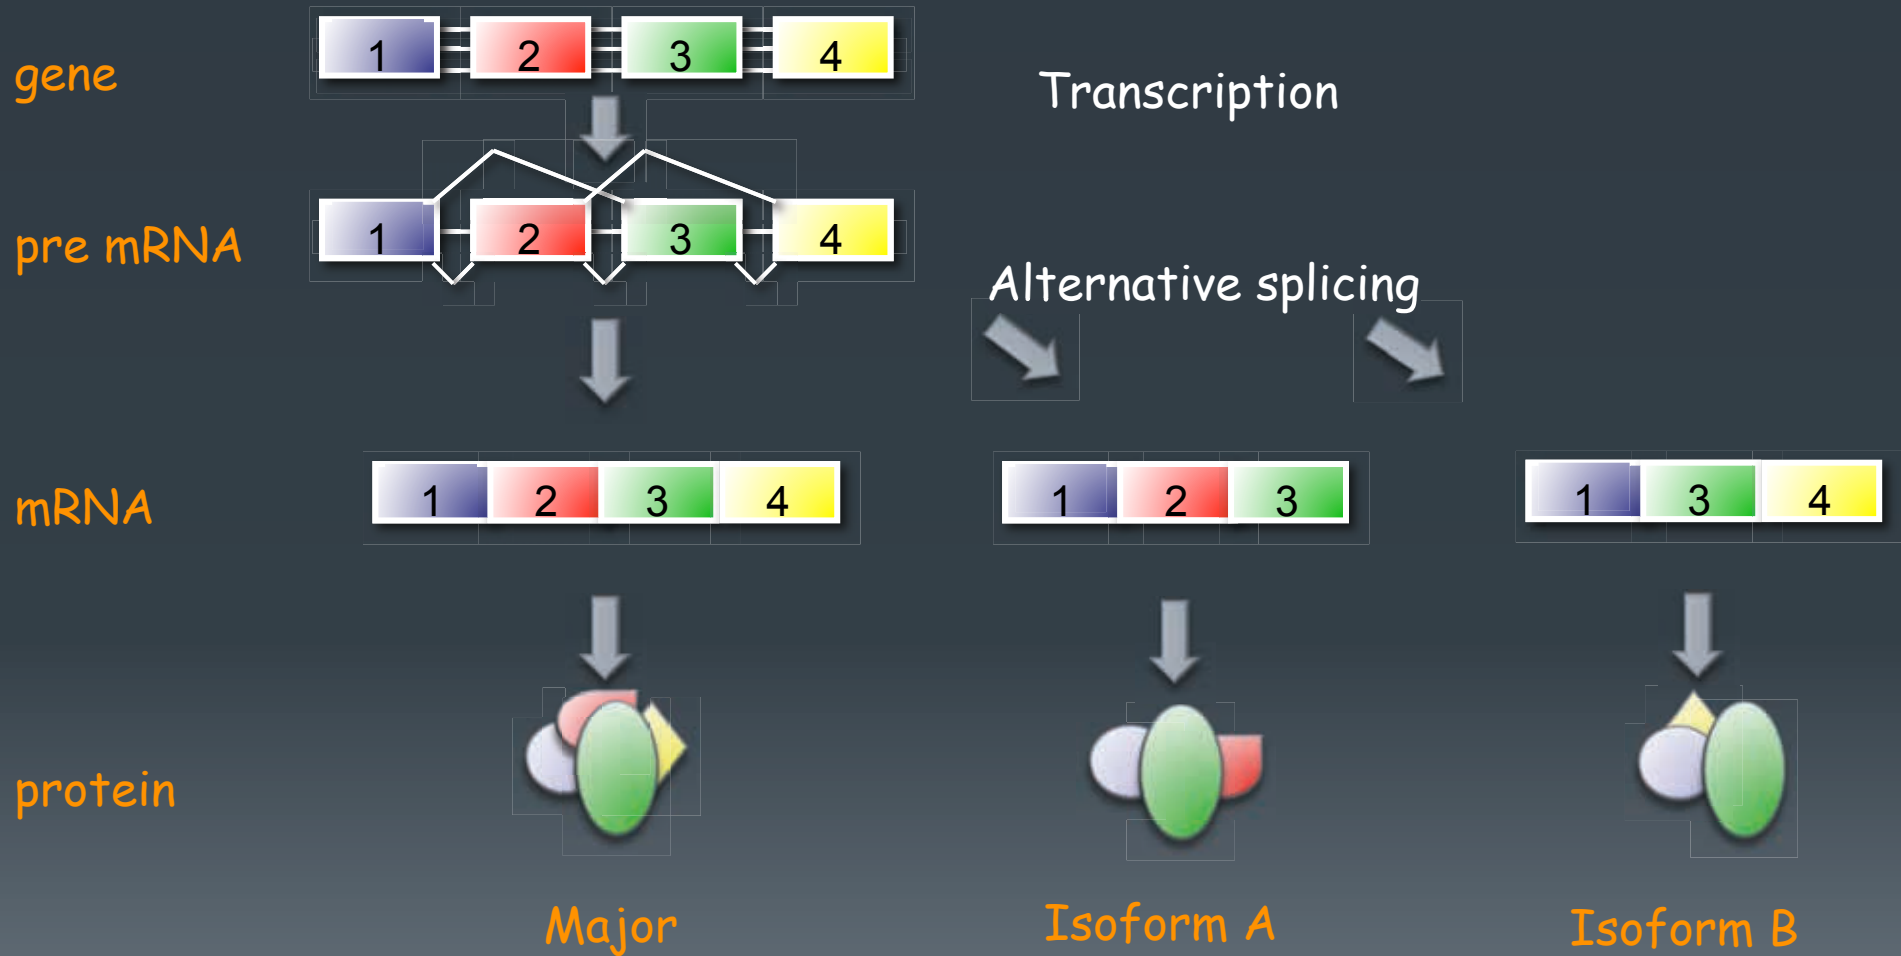 1 2 3 4
gene
Transcription
1 2 3 4
pre mRNA
Alternative splicing
mRNA
1 2 3 4
1 2 3
1 3 4
protein
Major
Isoform A
Isoform B